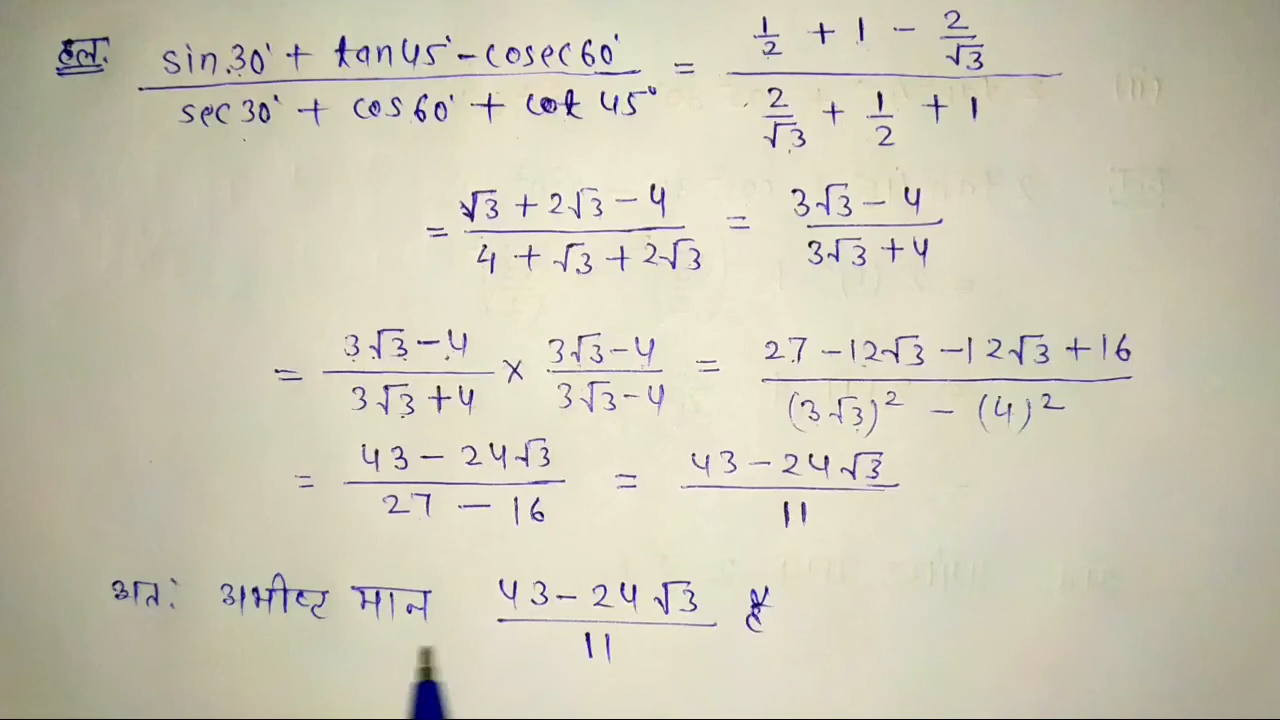 हल: (sin 30° + tan 45° - cosec 60°) / (sec 30° + cos 60° + cot 45°) = (1/2 + 1 - 2/√3) / (2/√3 + 1/2 + 1)
= (√3 + 2√3 - 4) / (4 + √3 + 2√3) = (3√3 - 4) / (3√3 + 4)
= (3√3 - 4) / (3√3 + 4) × (3√3 - 4) / (3√3 - 4) = (27 - 12√3 - 12√3 + 16) / ((3√3)² - (4)²)
= (43 - 24√3) / (27 - 16) = (43 - 24√3) / 11
अत: अभीष्ट मान (43 - 24√3) / 11 है